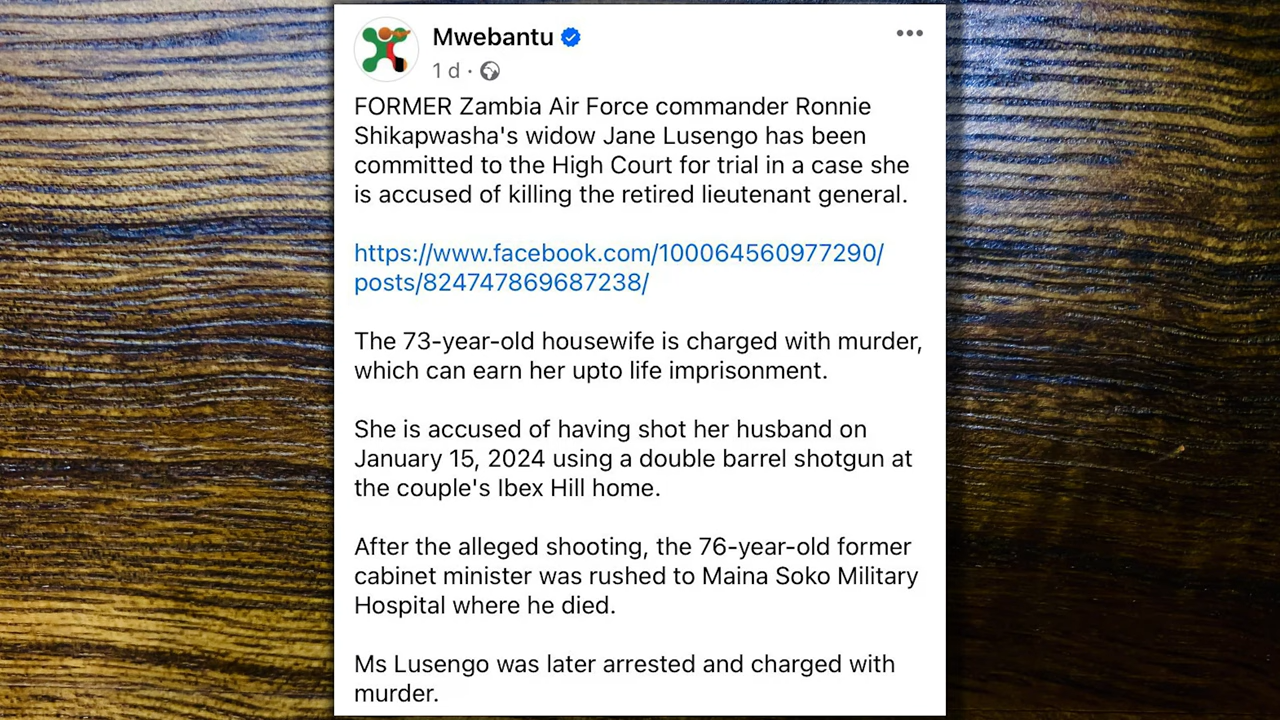 Mwebantu
1 d ·
FORMER Zambia Air Force commander Ronnie
Shikapwasha's widow Jane Lusengo has been
committed to the High Court for trial in a case she
is accused of killing the retired lieutenant general.
https://www.facebook.com/100064560977290/
posts/824747869687238/
The 73-year-old housewife is charged with murder,
which can earn her upto life imprisonment.
She is accused of having shot her husband on
January 15, 2024 using a double barrel shotgun at
the couple's Ibex Hill home.
After the alleged shooting, the 76-year-old former
cabinet minister was rushed to Maina Soko Military
Hospital where he died.
Ms Lusengo was later arrested and charged with
murder.